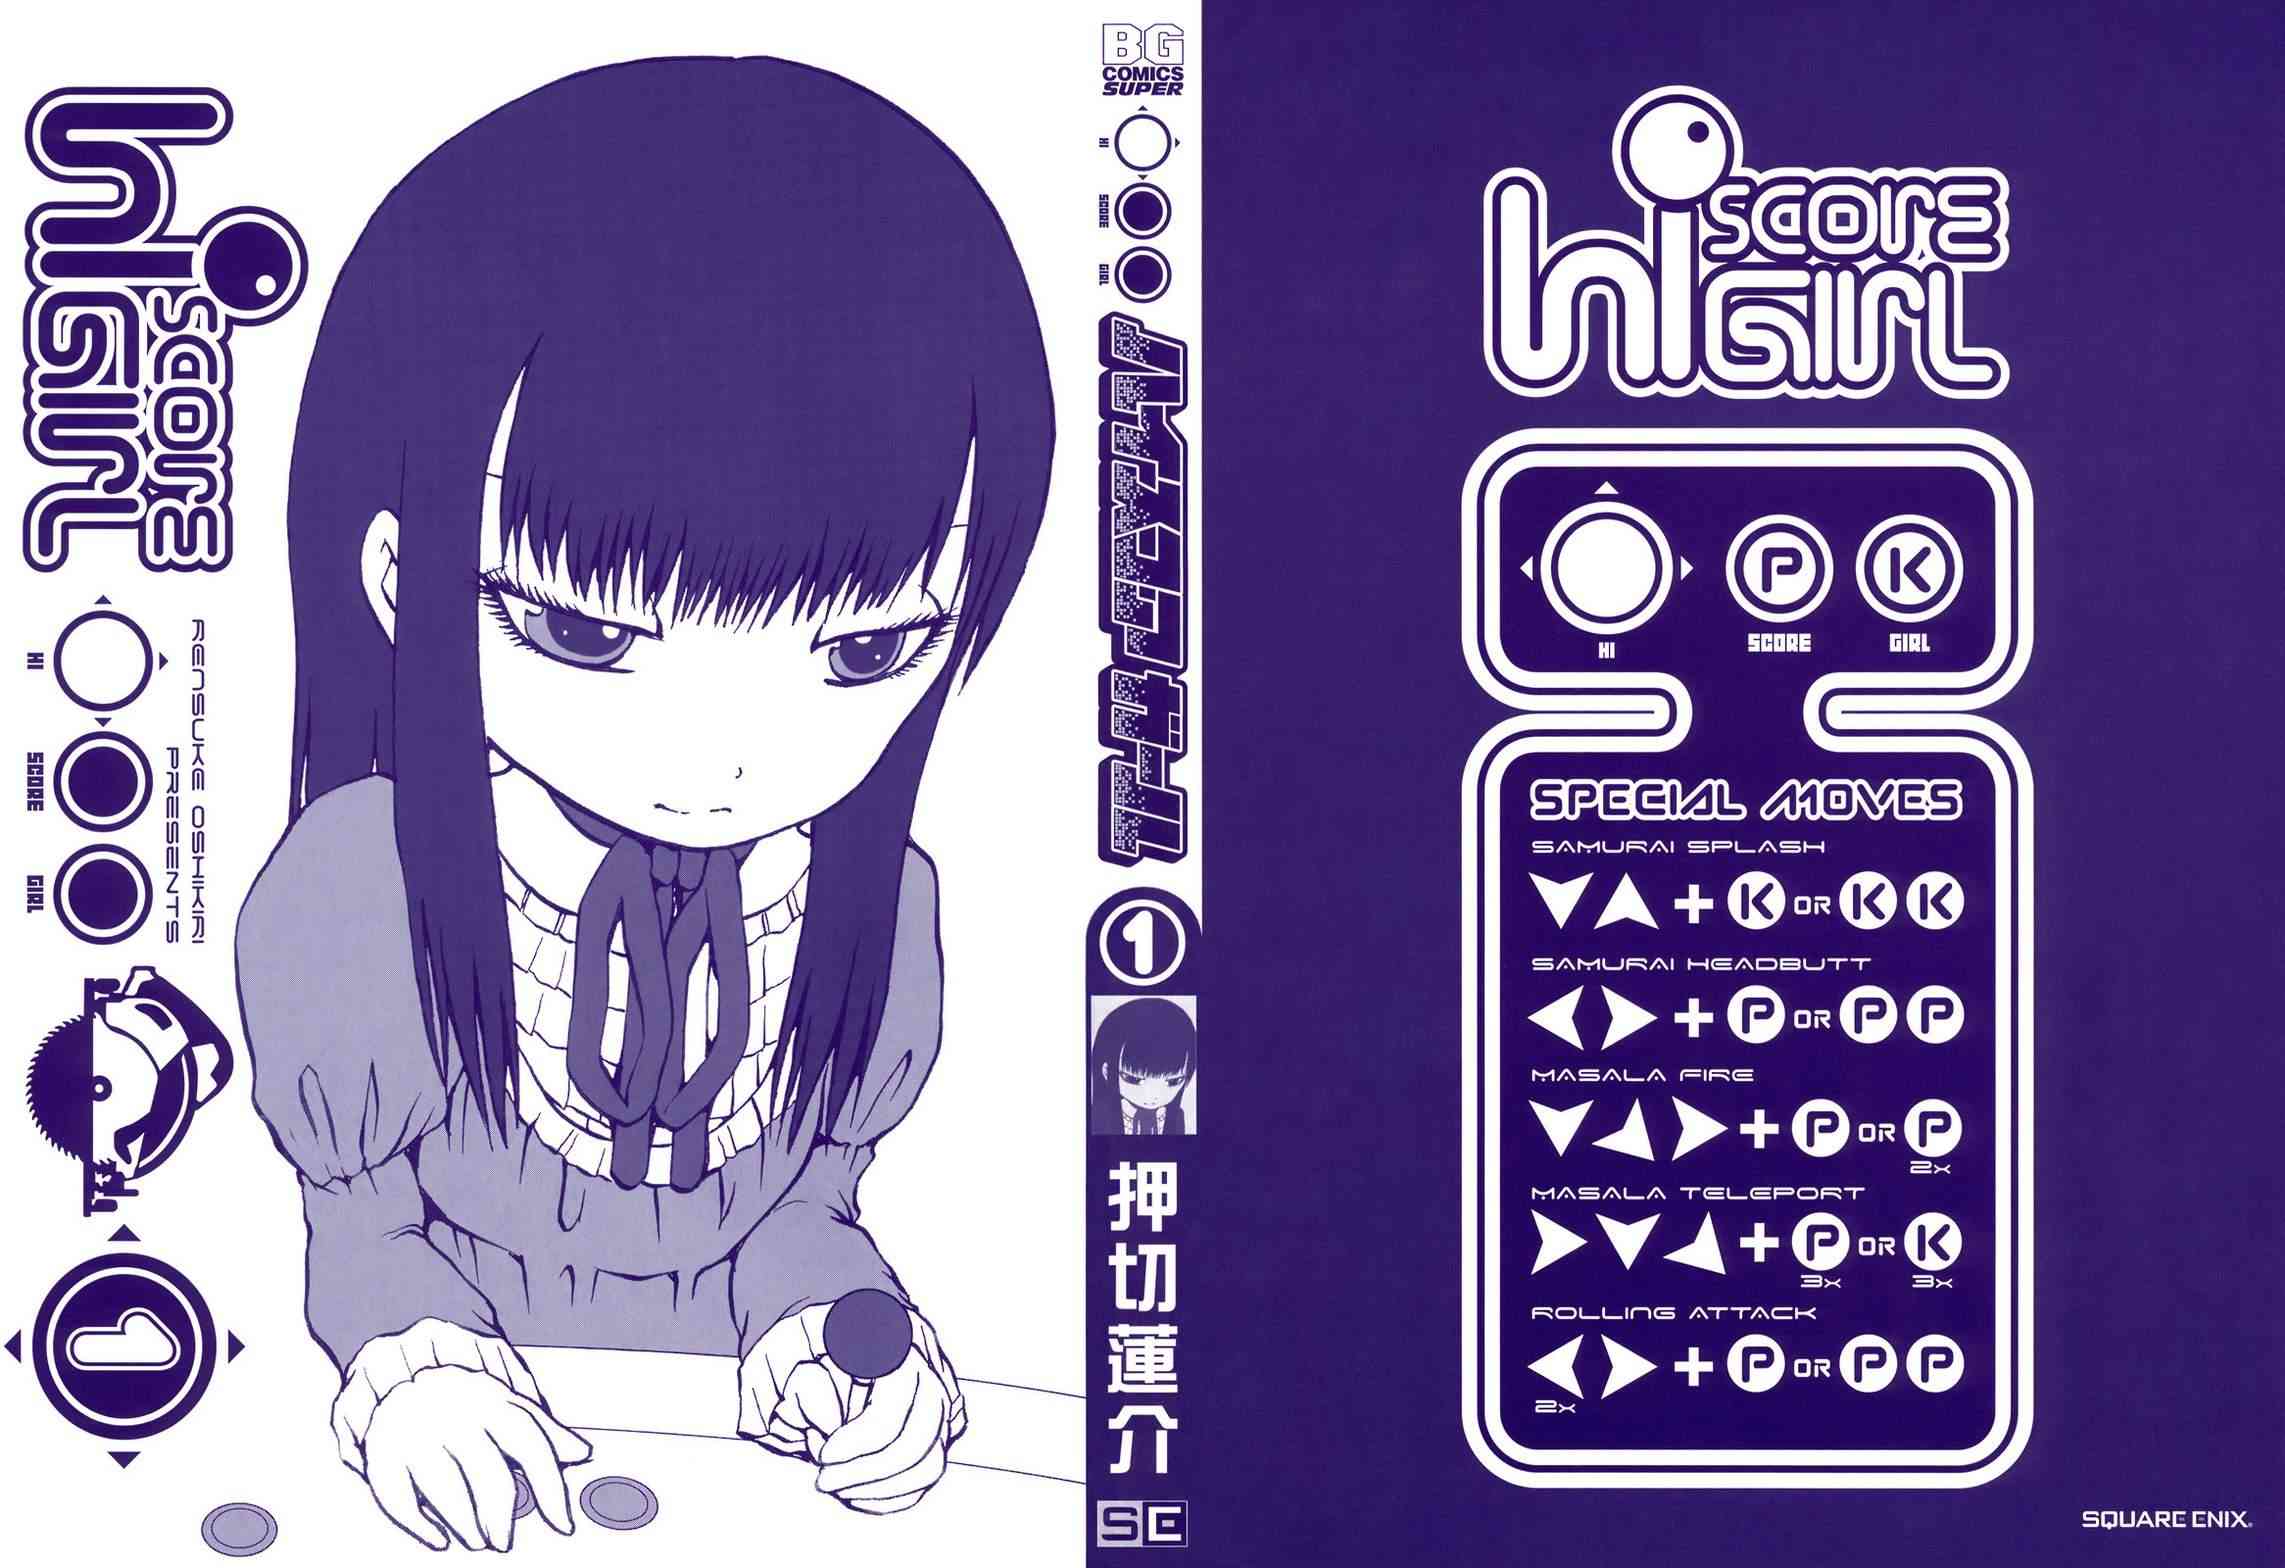 hi SCORE GIRL
RENSUKE OSHIKIRI
PRESENTS
HI
SCORE
GIRL
1
BG
COMICS
SUPER
HI
SCORE
GIRL
ハイスコアガール
1
押切蓮介
SE
hi SCORE GIRL
P
K
HI
SCORE
GIRL
SPECIAL MOVES
SAMURAI SPLASH
+ K OR K K
SAMURAI HEADBUTT
+ P OR P P
MASALA FIRE
+ P OR P
2x
MASALA TELEPORT
+ P OR K
3x 3x
ROLLING ATTACK
+ P OR P P
2x
SQUARE ENIX.